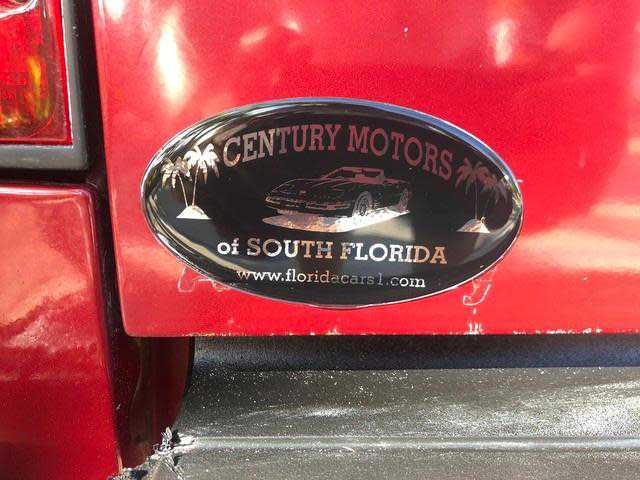 CENTURY MOTORS
of SOUTH FLORIDA
www.floridacars1.com